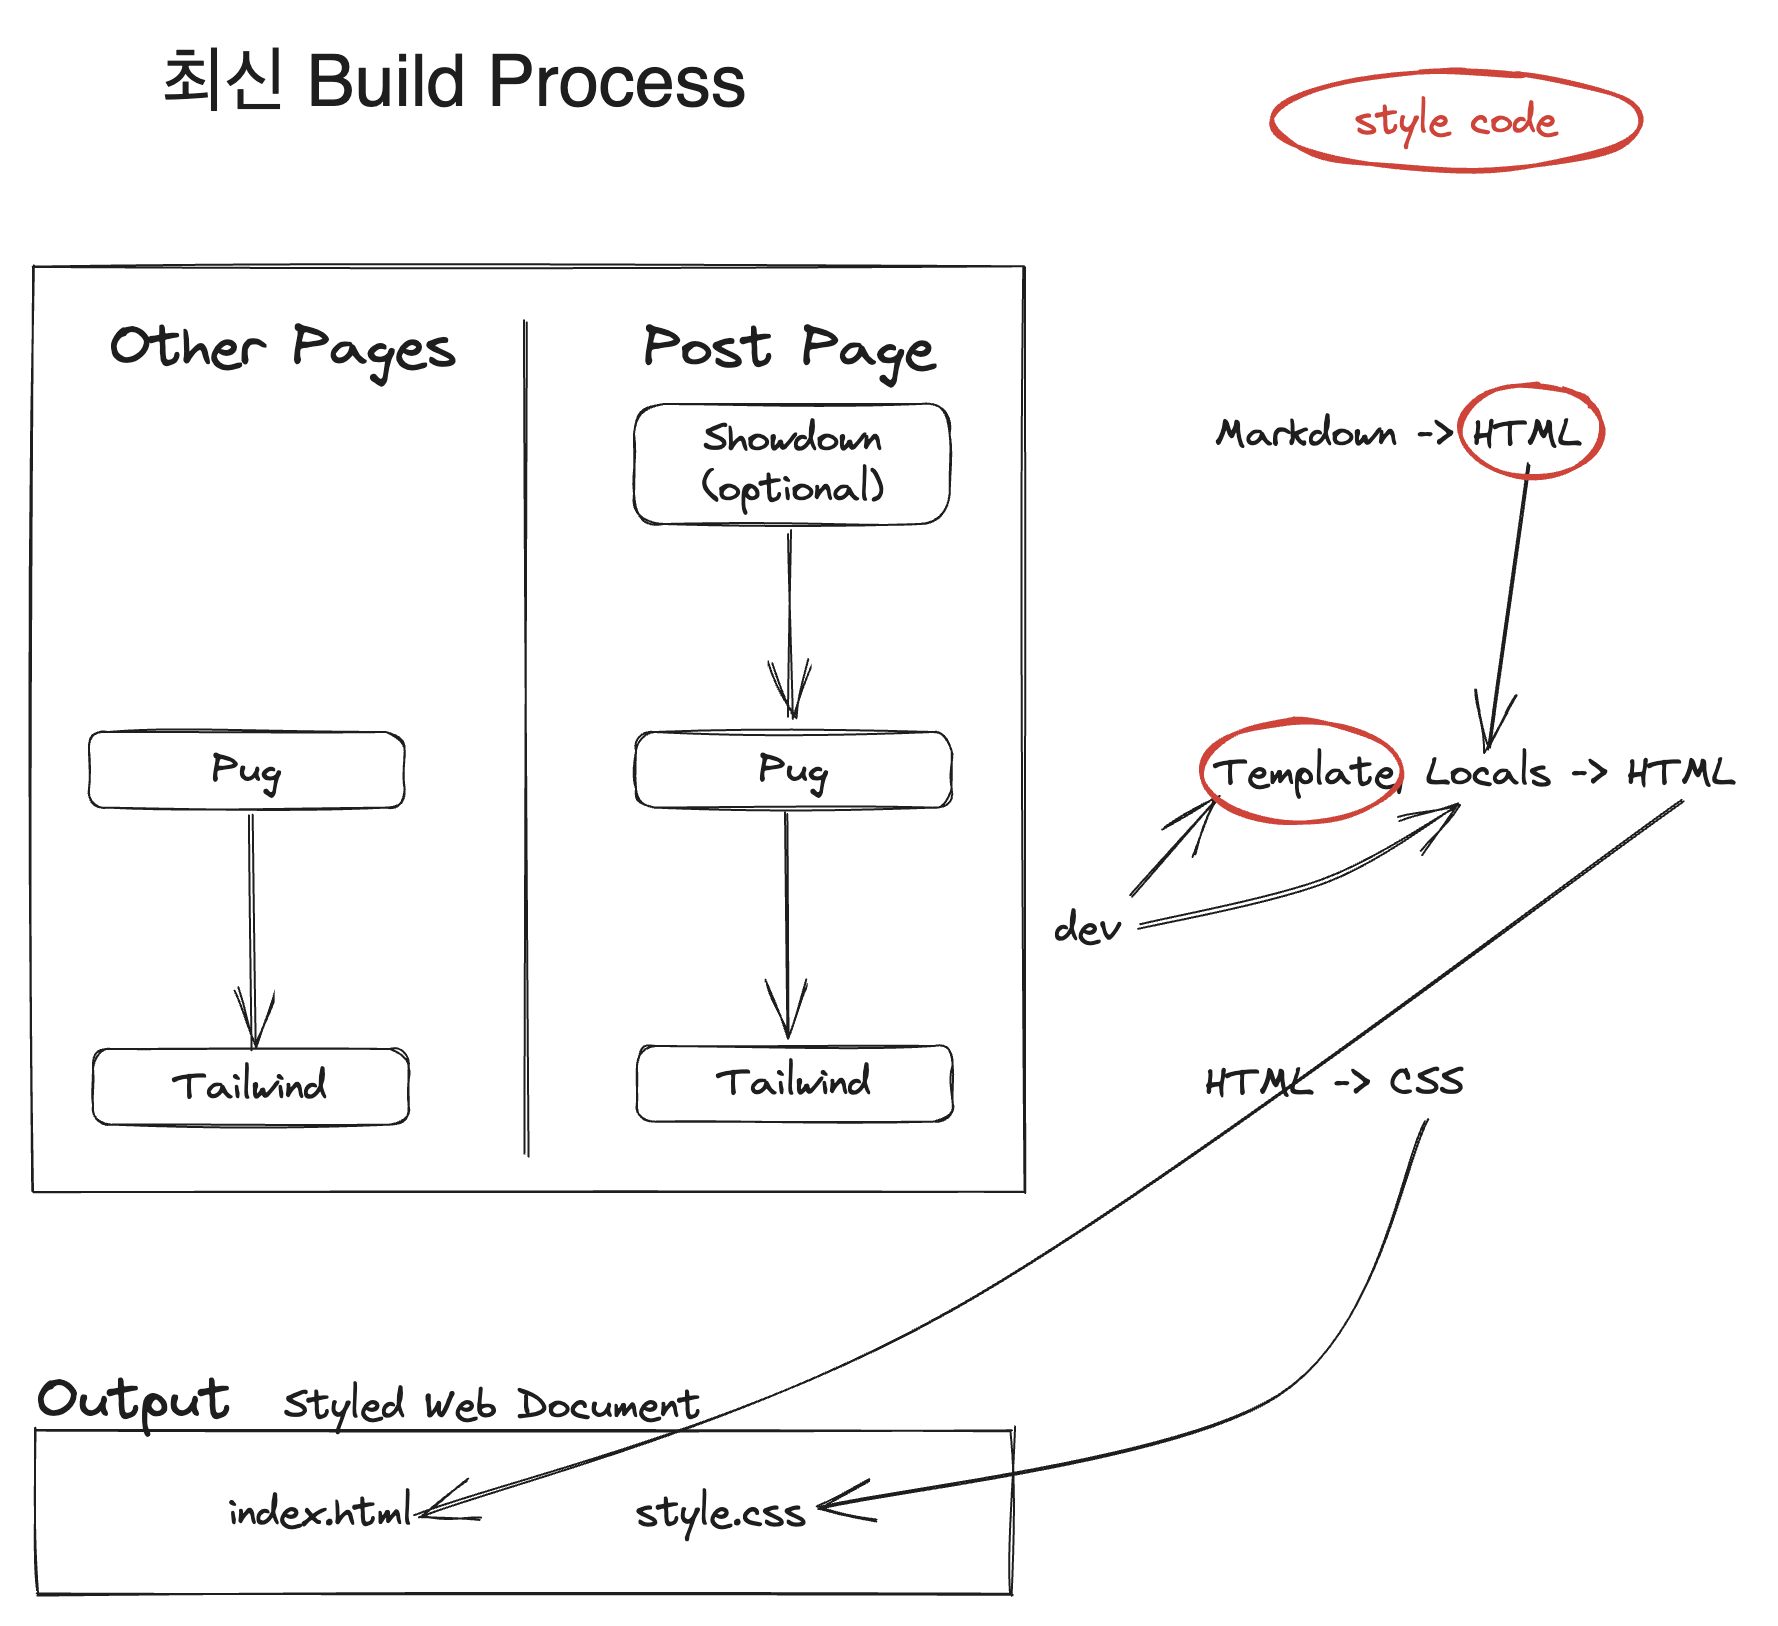 최신 Build Process
style code
Other Pages
Post Page
Showdown
(optional)
Markdown -> HTML
Pug
Pug
Template, Locals -> HTML
dev
Tailwind
Tailwind
HTML -> CSS
Output
Styled Web Document
index.html
style.css